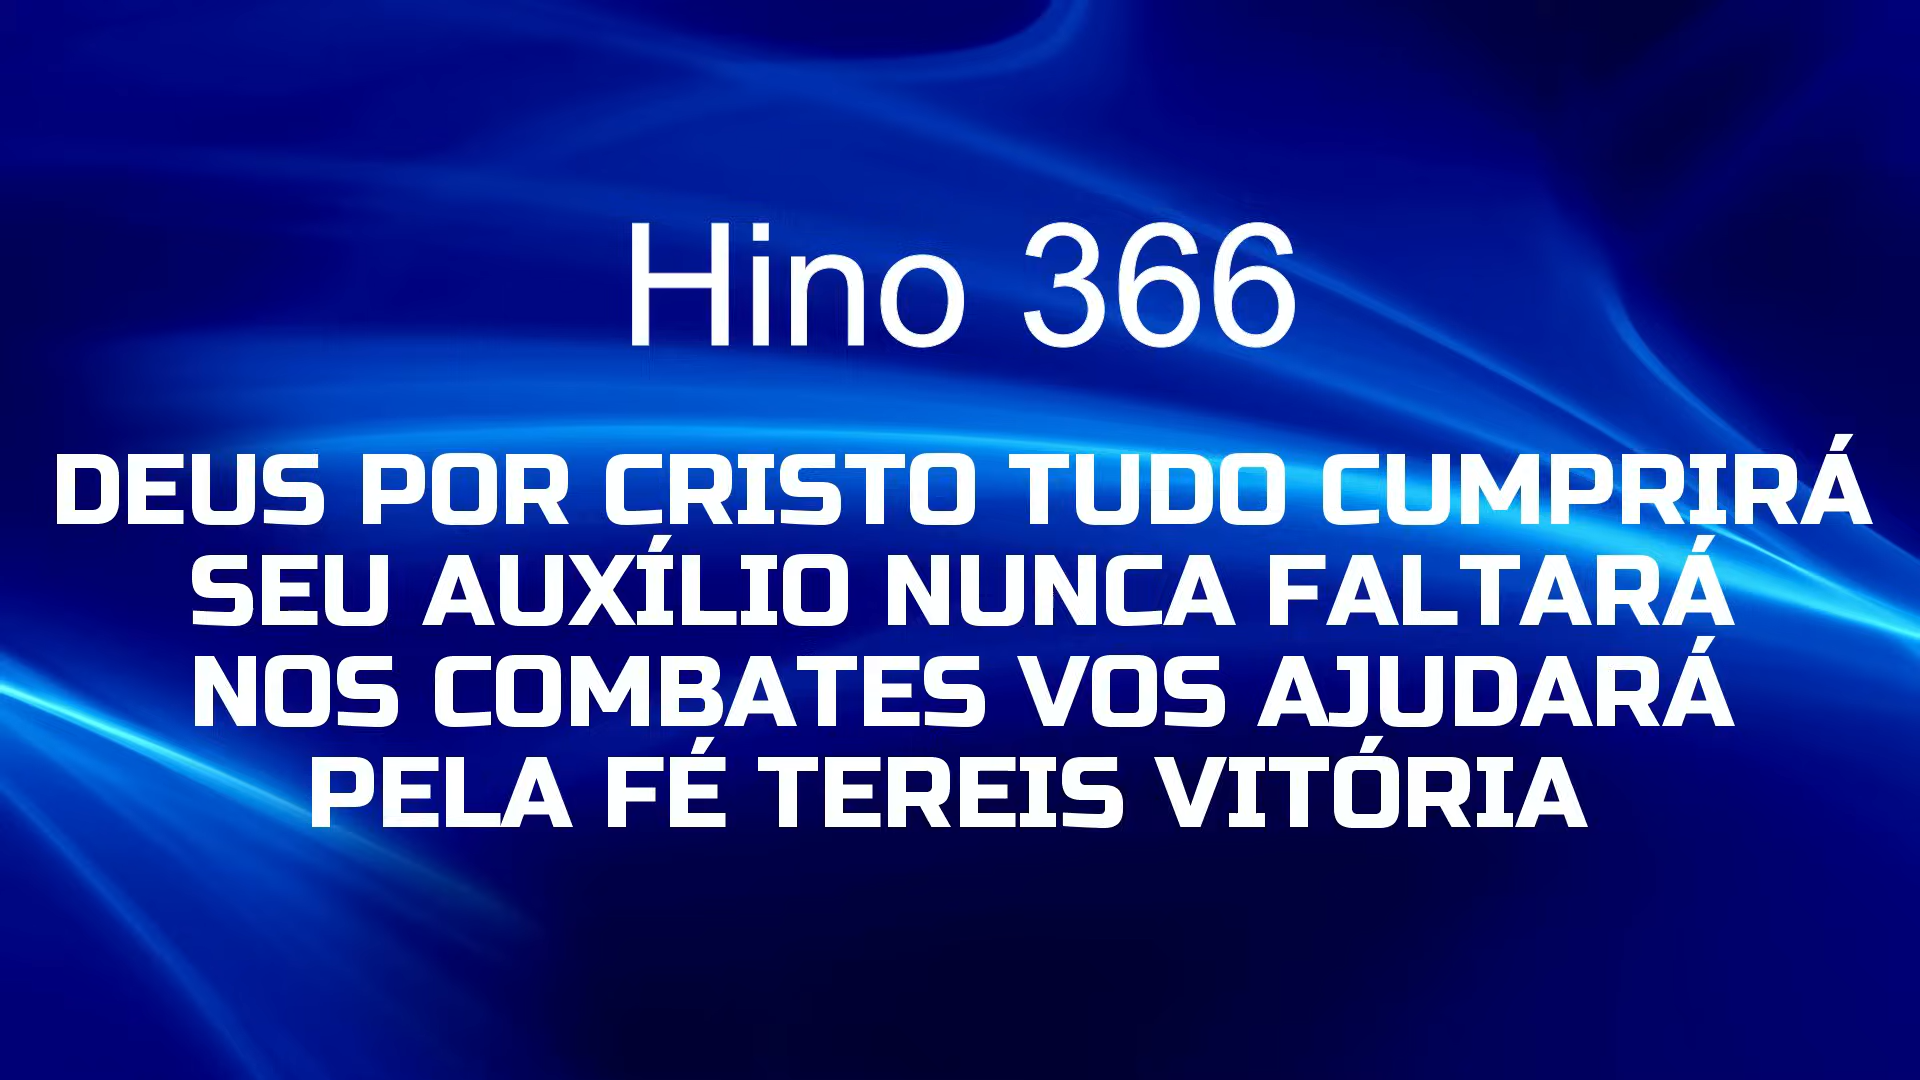 Hino 366
DEUS POR CRISTO TUDO CUMPRIRÁ
SEU AUXÍLIO NUNCA FALTARÁ
NOS COMBATES VOS AJUDARÁ
PELA FÉ TEREIS VITÓRIA